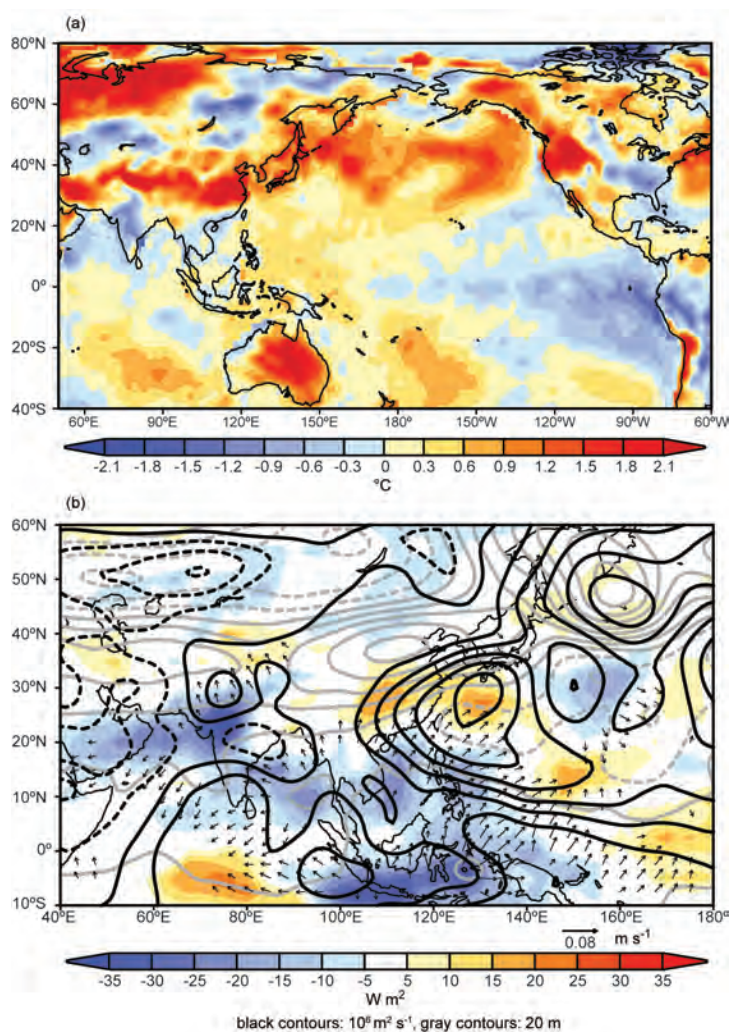 (a)
80ºN
60ºN
40ºN
20ºN
0º
20ºS
40ºS
60ºE 90ºE 120ºE 150ºE 180º 150ºW 120ºW 90ºW 60ºW
-2.1 -1.8 -1.5 -1.2 -0.9 -0.6 -0.3 0 0.3 0.6 0.9 1.2 1.5 1.8 2.1
ºC
(b)
60ºN
50ºN
40ºN
30ºN
20ºN
10ºN
0º
10ºS
40ºE 60ºE 80ºE 100ºE 120ºE 140ºE 160ºE 180º
0.08 m s⁻¹
-35 -30 -25 -20 -15 -10 -5 5 10 15 20 25 30 35
W m²
black contours: 10⁶ m² s⁻¹, gray contours: 20 m